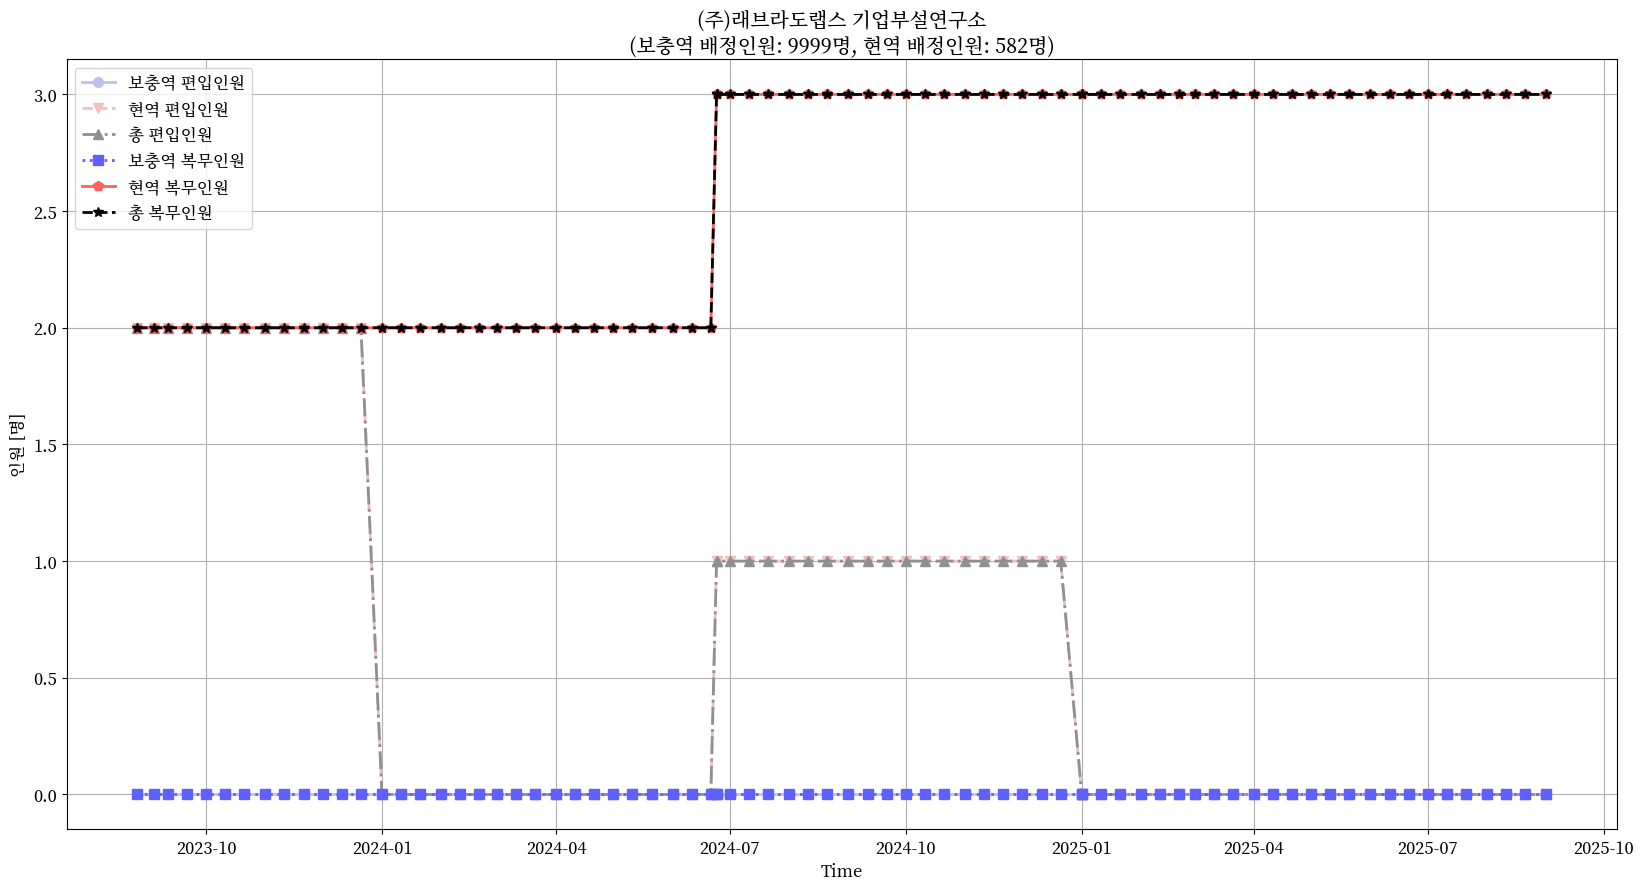 (주)래브라도랩스 기업부설연구소
(보충역 배정인원: 9999명, 현역 배정인원: 582명)
보충역 편입인원
현역 편입인원
총 편입인원
보충역 복무인원
현역 복무인원
총 복무인원
3.0
2.5
2.0
1.5
1.0
0.5
0.0
인원 [명]
2023-10
2024-01
2024-04
2024-07
2024-10
2025-01
2025-04
2025-07
2025-10
Time